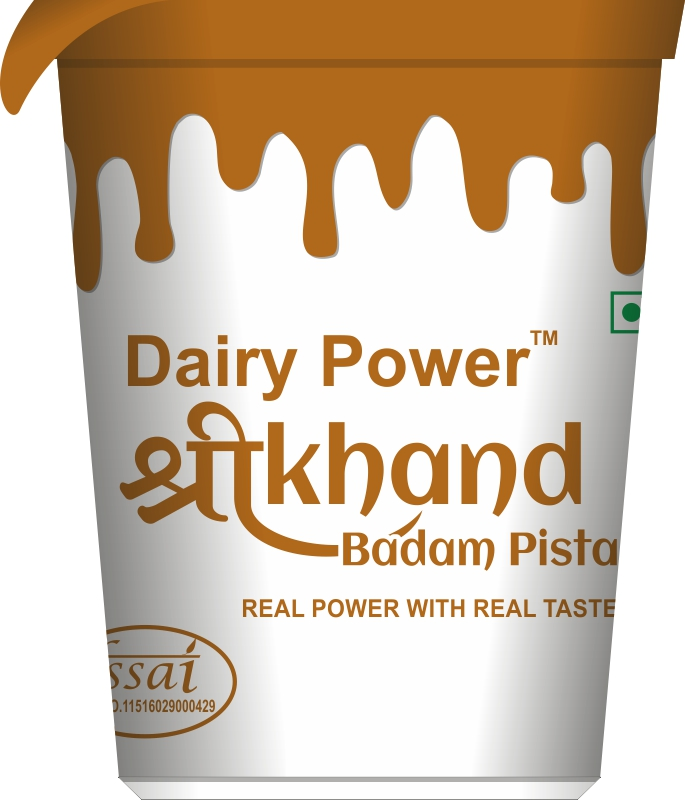 Dairy Power™
श्रीkhand
Badam Pista
REAL POWER WITH REAL TASTE
ssai
O.11516029000429